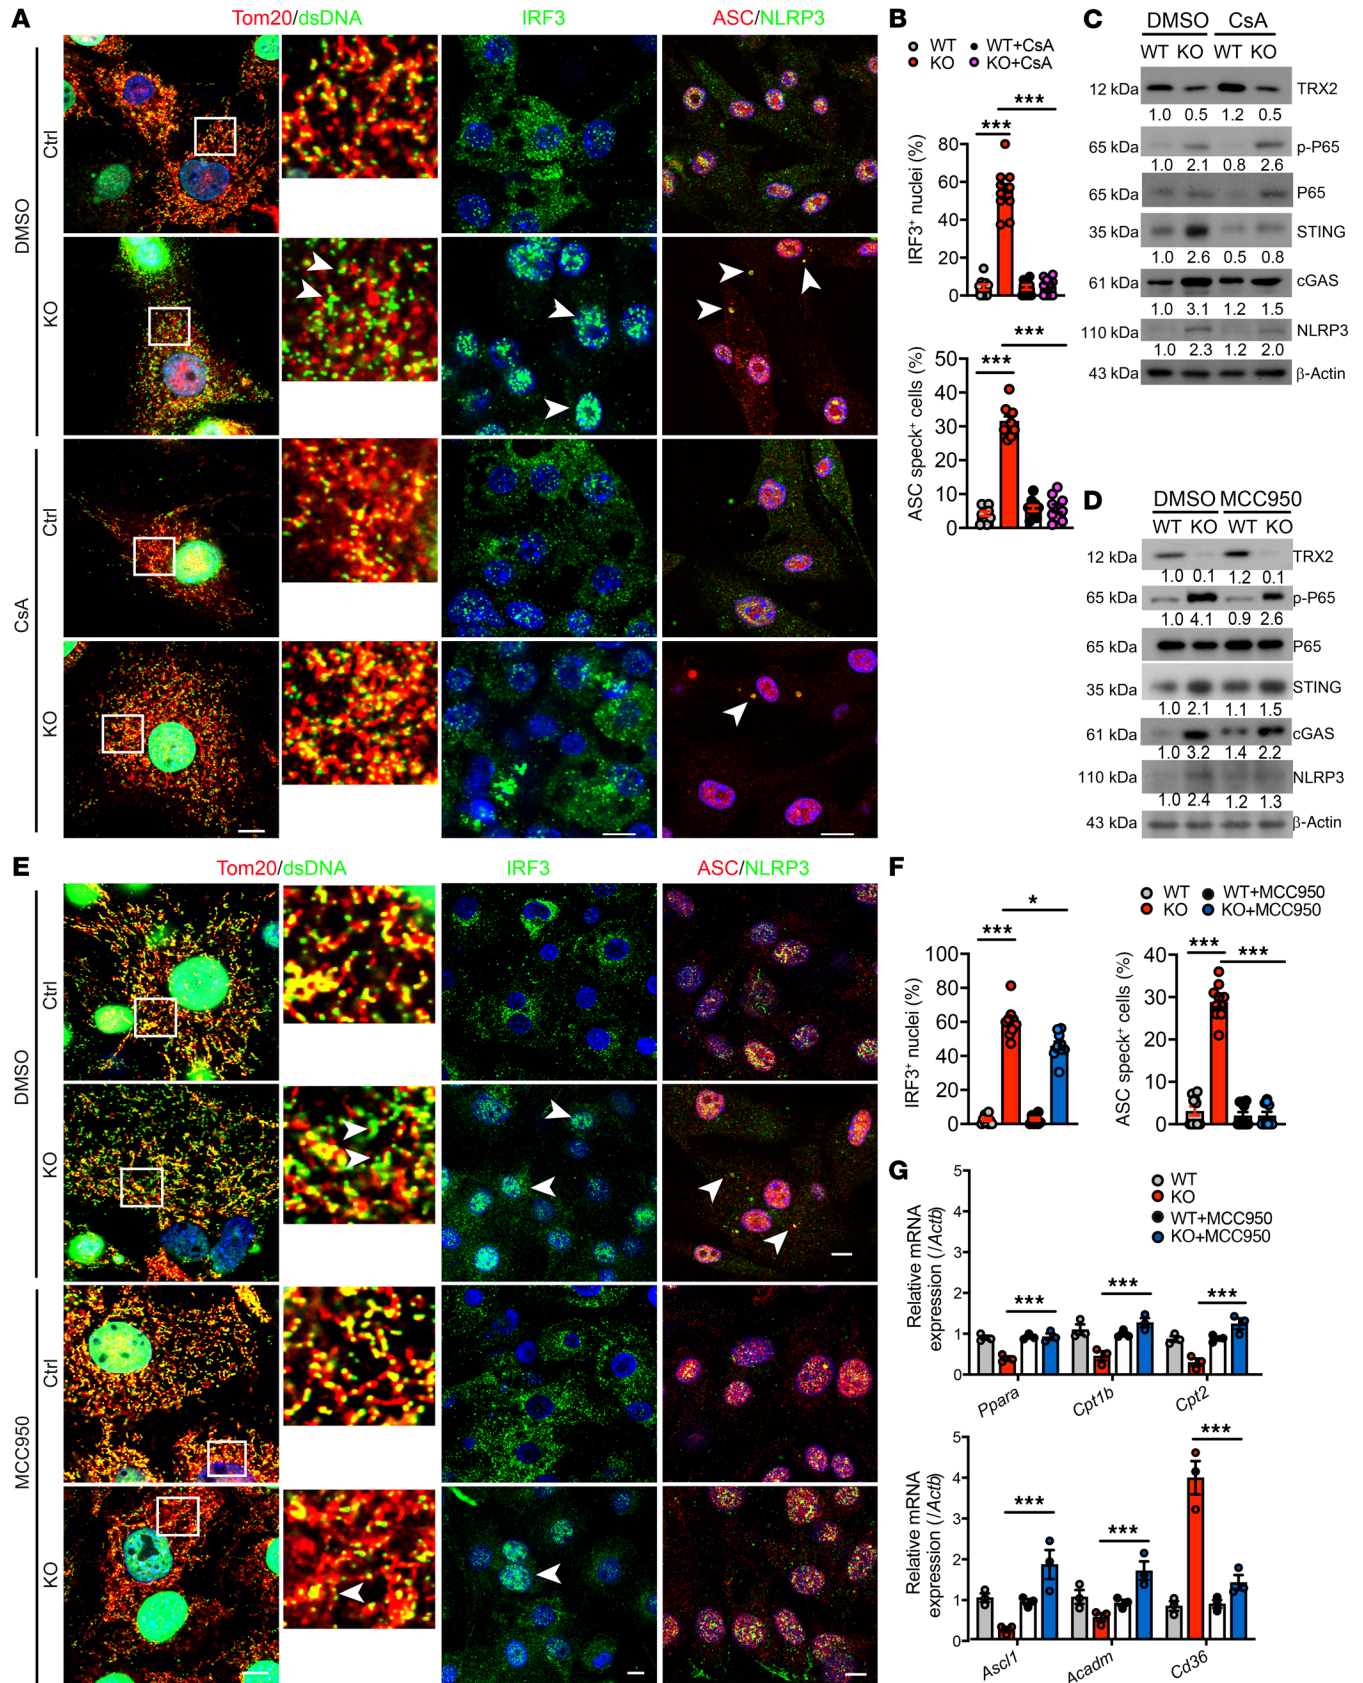 A
Tom20/dsDNA
IRF3
ASC/NLRP3
DMSO
Ctrl
KO
CsA
Ctrl
KO
B
WT
WT+CsA
KO
KO+CsA
IRF3⁺ nuclei (%)
80
60
40
20
0
***
***
ASC speck⁺ cells (%)
50
40
30
20
10
0
***
***
C
DMSO CsA
WT KO WT KO
12 kDa TRX2
1.0 0.5 1.2 0.5
65 kDa p-P65
1.0 2.1 0.8 2.6
65 kDa P65
35 kDa STING
1.0 2.6 0.5 0.8
61 kDa cGAS
1.0 3.1 1.2 1.5
110 kDa NLRP3
1.0 2.3 1.2 2.0
43 kDa β-Actin
D
DMSO MCC950
WT KO WT KO
12 kDa TRX2
1.0 0.1 1.2 0.1
65 kDa p-P65
1.0 4.1 0.9 2.6
65 kDa P65
35 kDa STING
1.0 2.1 1.1 1.5
61 kDa cGAS
1.0 3.2 1.4 2.2
110 kDa NLRP3
1.0 2.4 1.2 1.3
43 kDa β-Actin
E
Tom20/dsDNA
IRF3
ASC/NLRP3
DMSO
Ctrl
KO
MCC950
Ctrl
KO
F
WT
WT+MCC950
KO
KO+MCC950
IRF3⁺ nuclei (%)
100
80
60
40
20
0
***
*
ASC speck⁺ cells (%)
40
30
20
10
0
***
***
G
WT
KO
WT+MCC950
KO+MCC950
Relative mRNA
expression (/Actb)
5
4
5
2
1
0
***
***
***
Ppara
Cpt1b
Cpt2
Relative mRNA
expression (/Actb)
5
4
5
2
1
0
***
***
***
Ascl1
Acadm
Cd36